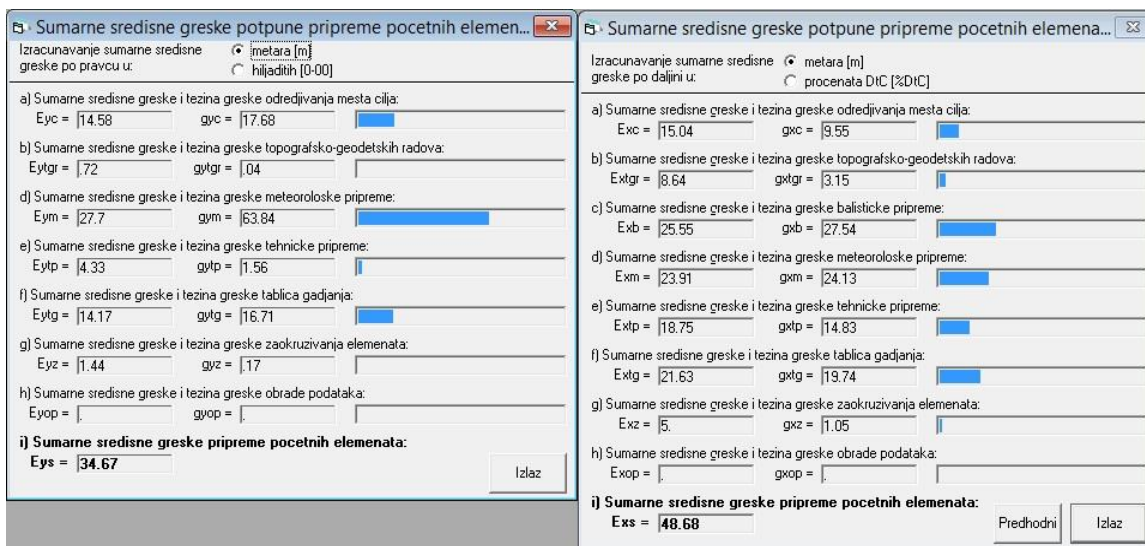 Sumarne sredisne greske potpune pripreme pocetnih elemen...
Izracunavanje sumarne sredisne
greske po pravcu u:
metara [m]
hiljaditih [0-00]
a) Sumarne sredisne greske i tezina greske odredjivanja mesta cilja:
Eyc = 14.58 gyc = 17.68
b) Sumarne sredisne greske i tezina greske topografsko-geodetskih radova:
Eytgr = .72 gytgr = .04
d) Sumarne sredisne greske i tezina greske meteoroloske pripreme:
Eym = 27.7 gym = 63.84
e) Sumarne sredisne greske i tezina greske tehnicke pripreme:
Eytp = 4.33 gytp = 1.56
f) Sumarne sredisne greske i tezina greske tablica gadjanja:
Eytg = 14.17 gytg = 16.71
g) Sumarne sredisne greske i tezina greske zaokruzivanja elemenata:
Eyz = 1.44 gyz = .17
h) Sumarne sredisne greske i tezina greske obrade podataka:
Eyop = . gyop = .
i) Sumarne sredisne greske pripreme pocetnih elemenata:
Eys = 34.67
Izlaz
Sumarne sredisne greske potpune pripreme pocetnih elemena...
Izracunavanje sumarne sredisne
greske po daljini u:
metara [m]
procenata DtC [%DtC]
a) Sumarne sredisne greske i tezina greske odredjivanja mesta cilja:
Exc = 15.04 gxc = 9.55
b) Sumarne sredisne greske i tezina greske topografsko-geodetskih radova:
Extgr = 8.64 gxtgr = 3.15
c) Sumarne sredisne greske i tezina greske balisticke pripreme:
Exb = 25.55 gxb = 27.54
d) Sumarne sredisne greske i tezina greske meteoroloske pripreme:
Exm = 23.91 gxm = 24.13
e) Sumarne sredisne greske i tezina greske tehnicke pripreme:
Extp = 18.75 gxtp = 14.83
f) Sumarne sredisne greske i tezina greske tablica gadjanja:
Extg = 21.63 gxtg = 19.74
g) Sumarne sredisne greske i tezina greske zaokruzivanja elemenata:
Exz = 5. gxz = 1.05
h) Sumarne sredisne greske i tezina greske obrade podataka:
Exop = . gxop = .
i) Sumarne sredisne greske pripreme pocetnih elemenata:
Exs = 48.68
Predhodni
Izlaz